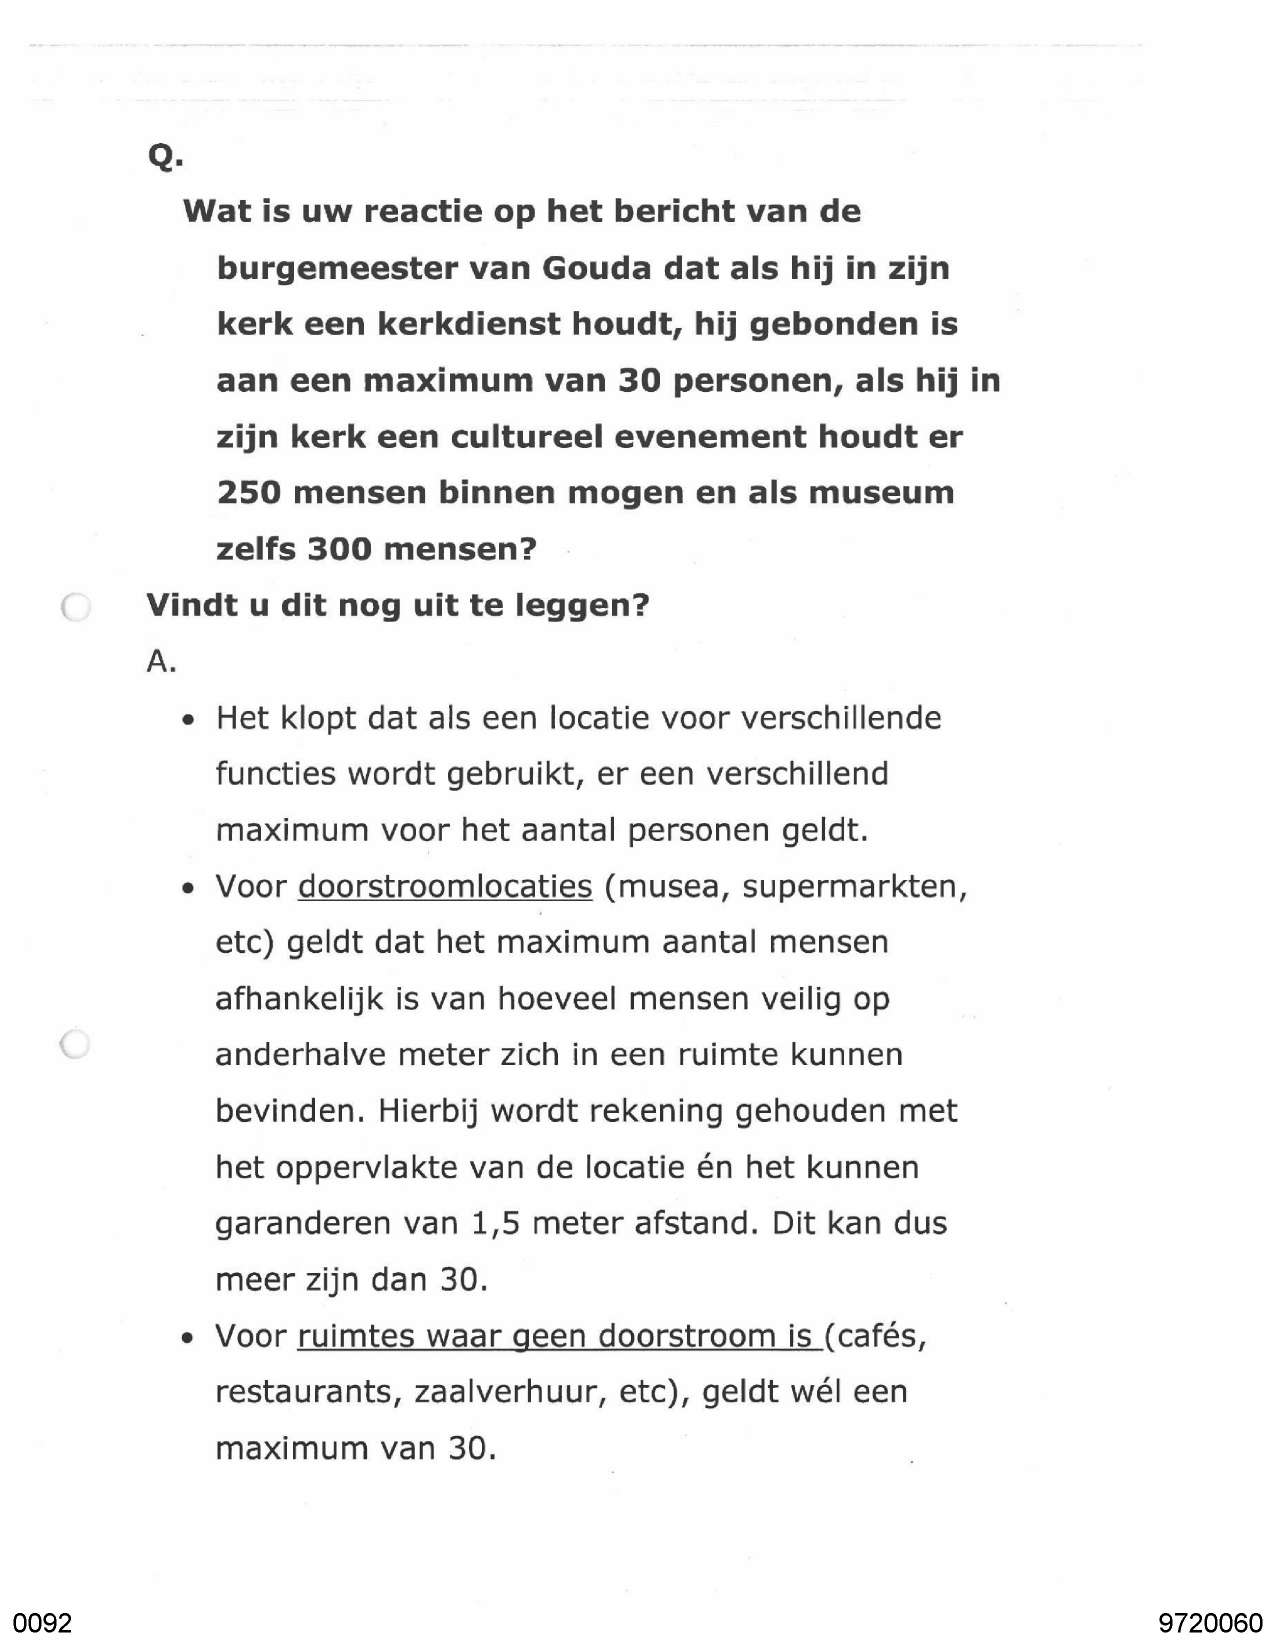 Q.
Wat is uw reactie op het bericht van de
burgemeester van Gouda dat als hij in zijn
kerk een kerkdienst houdt, hij gebonden is
aan een maximum van 30 personen, als hij in
zijn kerk een cultureel evenement houdt er
250 mensen binnen mogen en als museum
zelfs 300 mensen?
Vindt u dit nog uit te leggen?
A.
• Het klopt dat als een locatie voor verschillende
functies wordt gebruikt, er een verschillend
maximum voor het aantal personen geldt.
• Voor doorstroomlocaties (musea, supermarkten,
etc) geldt dat het maximum aantal mensen
afhankelijk is van hoeveel mensen veilig op
anderhalve meter zich in een ruimte kunnen
bevinden. Hierbij wordt rekening gehouden met
het oppervlakte van de locatie én het kunnen
garanderen van 1,5 meter afstand. Dit kan dus
meer zijn dan 30.
• Voor ruimtes waar geen doorstroom is (cafés,
restaurants, zaalverhuur, etc), geldt wél een
maximum van 30.
0092
9720060